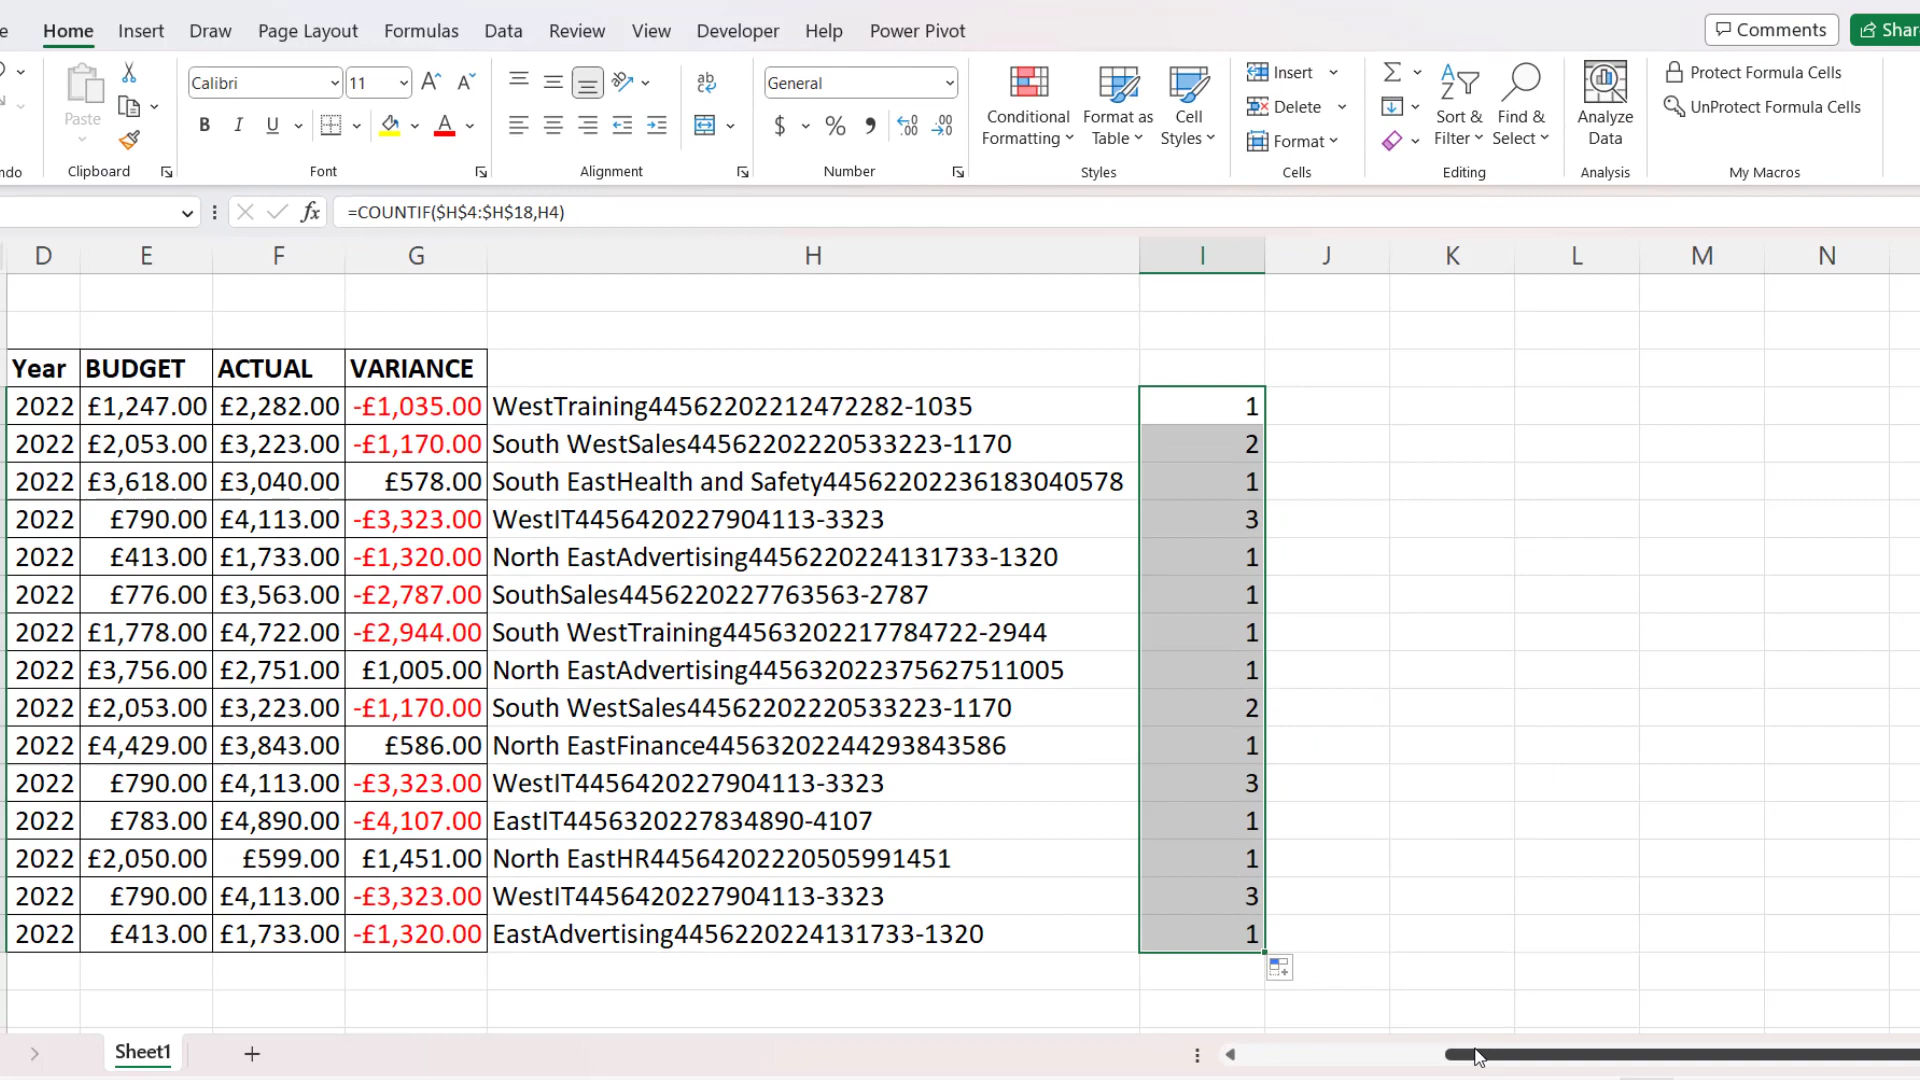 Home Insert Draw Page Layout Formulas Data Review View Developer Help Power Pivot Comments
Calibri 11 General Insert Protect Formula Cells
Paste Conditional Formatting Format as Table Cell Styles Delete Sort & Filter Find & Select Analyze Data UnProtect Formula Cells
B I U $ % Format
Clipboard Font Alignment Number Styles Cells Editing Analysis My Macros
fx =COUNTIF($H$4:$H$18,H4)
D E F G H I J K L M N
Year BUDGET ACTUAL VARIANCE
2022 £1,247.00 £2,282.00 -£1,035.00 WestTraining44562202212472282-1035 1
2022 £2,053.00 £3,223.00 -£1,170.00 South WestSales44562202220533223-1170 2
2022 £3,618.00 £3,040.00 £578.00 South EastHealth and Safety44562202236183040578 1
2022 £790.00 £4,113.00 -£3,323.00 WestIT4456420227904113-3323 3
2022 £413.00 £1,733.00 -£1,320.00 North EastAdvertising4456220224131733-1320 1
2022 £776.00 £3,563.00 -£2,787.00 SouthSales4456220227763563-2787 1
2022 £1,778.00 £4,722.00 -£2,944.00 South WestTraining44563202217784722-2944 1
2022 £3,756.00 £2,751.00 £1,005.00 North EastAdvertising445632022375627511005 1
2022 £2,053.00 £3,223.00 -£1,170.00 South WestSales44562202220533223-1170 2
2022 £4,429.00 £3,843.00 £586.00 North EastFinance44563202244293843586 1
2022 £790.00 £4,113.00 -£3,323.00 WestIT4456420227904113-3323 3
2022 £783.00 £4,890.00 -£4,107.00 EastIT4456320227834890-4107 1
2022 £2,050.00 £599.00 £1,451.00 North EastHR44564202220505991451 1
2022 £790.00 £4,113.00 -£3,323.00 WestIT4456420227904113-3323 3
2022 £413.00 £1,733.00 -£1,320.00 EastAdvertising4456220224131733-1320 1
Sheet1